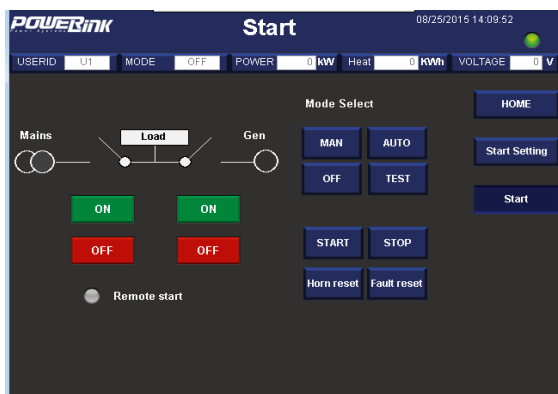 POWERink
Power Systems
Start
08/25/2015 14:09:52
USERID U1 MODE OFF POWER 0 kW Heat 0 KWh VOLTAGE 0 V
Mode Select
HOME
Mains
Load
Gen
MAN AUTO
Start Setting
OFF TEST
Start
ON ON
START STOP
OFF OFF
Horn reset Fault reset
Remote start